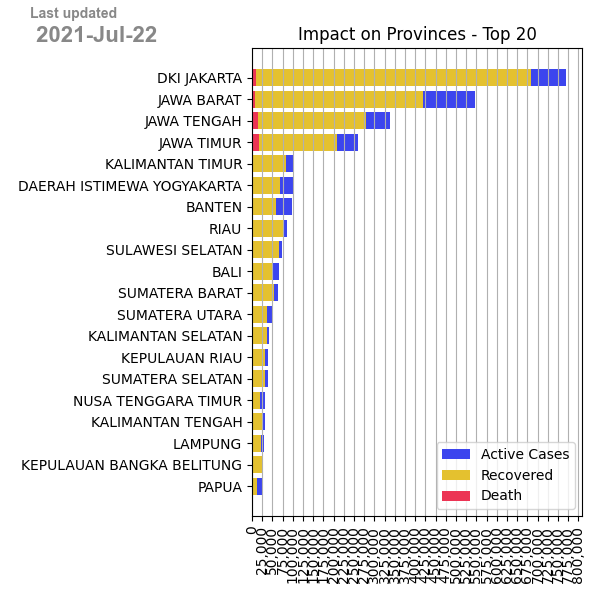 Last updated
2021-Jul-22
Impact on Provinces - Top 20
DKI JAKARTA
JAWA BARAT
JAWA TENGAH
JAWA TIMUR
KALIMANTAN TIMUR
DAERAH ISTIMEWA YOGYAKARTA
BANTEN
RIAU
SULAWESI SELATAN
BALI
SUMATERA BARAT
SUMATERA UTARA
KALIMANTAN SELATAN
KEPULAUAN RIAU
SUMATERA SELATAN
NUSA TENGGARA TIMUR
KALIMANTAN TENGAH
LAMPUNG
KEPULAUAN BANGKA BELITUNG
PAPUA
Active Cases
Recovered
Death
0
25,000
50,000
75,000
100,000
125,000
150,000
175,000
200,000
225,000
250,000
275,000
300,000
325,000
350,000
375,000
400,000
425,000
450,000
475,000
500,000
525,000
550,000
575,000
600,000
625,000
650,000
675,000
700,000
725,000
750,000
775,000
800,000